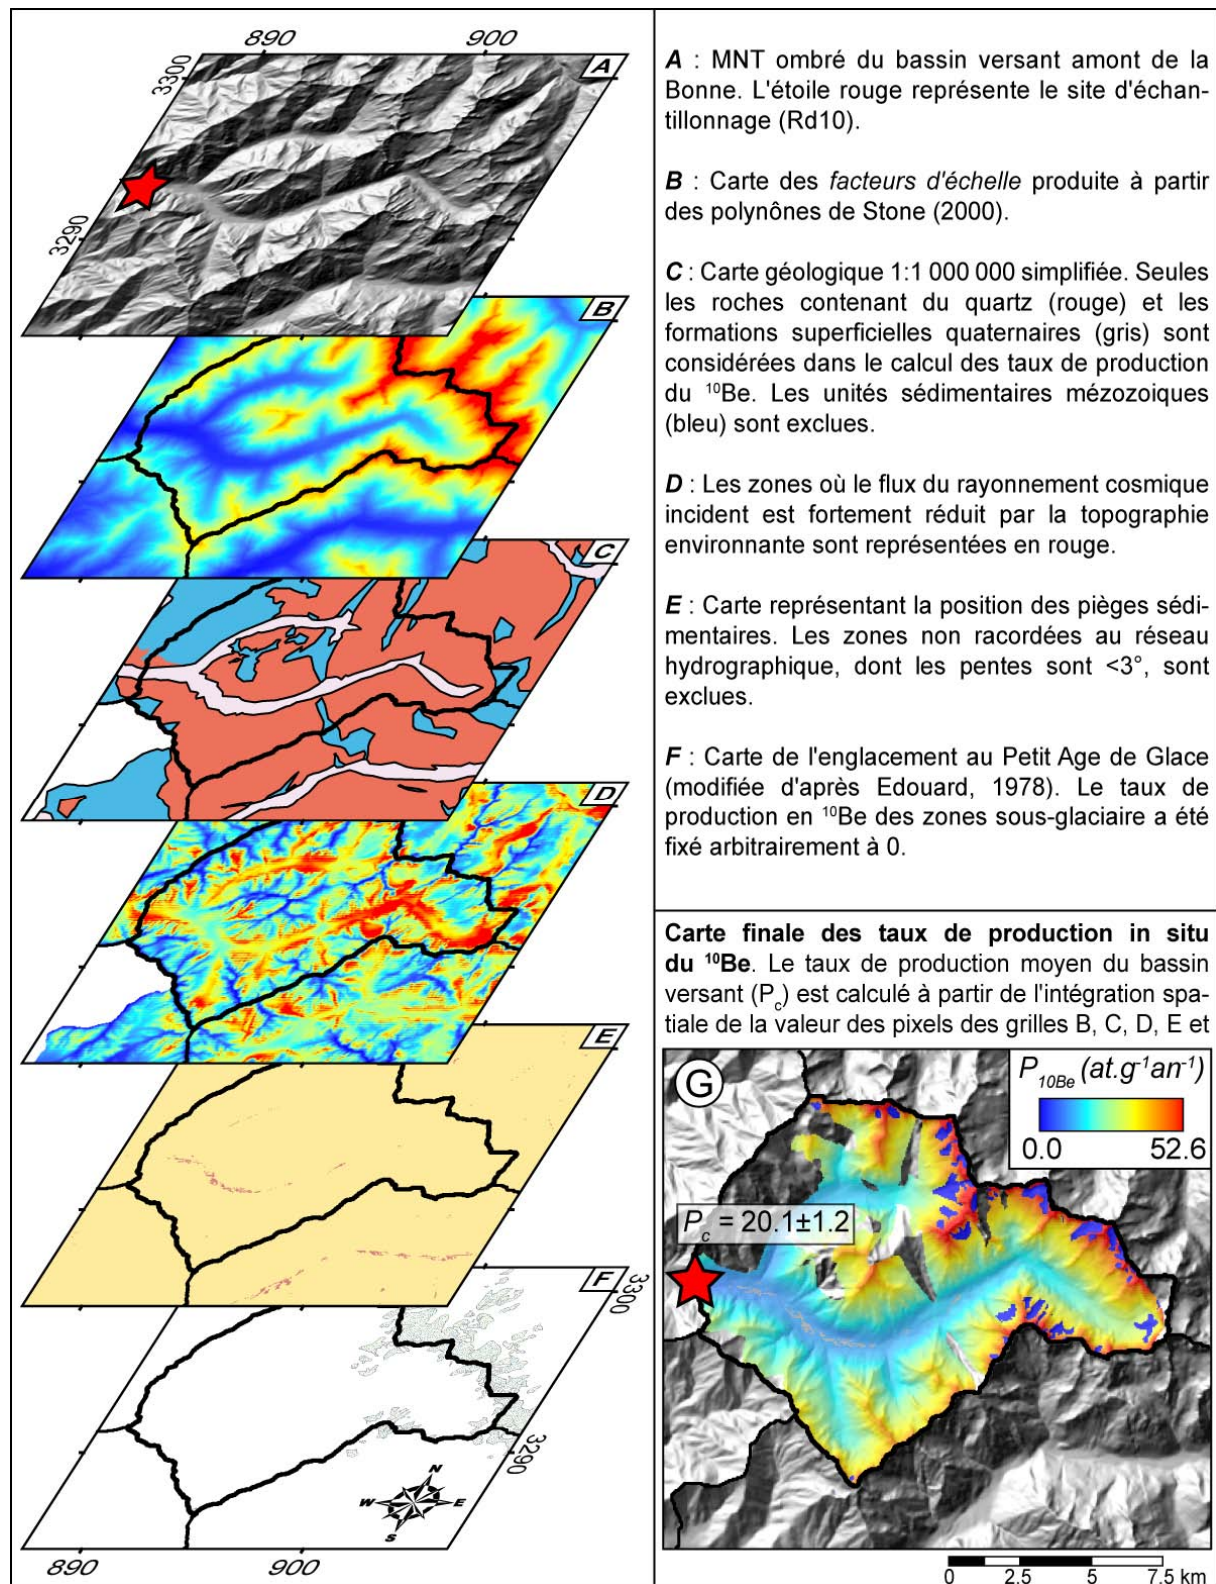 890
900
3300
A
3290
B
C
D
E
F
3300
3290
N
W
E
S
890
900
A : MNT ombré du bassin versant amont de la
Bonne. L'étoile rouge représente le site d'échan-
tillonnage (Rd10).
B : Carte des facteurs d'échelle produite à partir
des polynônes de Stone (2000).
C : Carte géologique 1:1 000 000 simplifiée. Seules
les roches contenant du quartz (rouge) et les
formations superficielles quaternaires (gris) sont
considérées dans le calcul des taux de production
du ¹⁰Be. Les unités sédimentaires mézozoiques
(bleu) sont exclues.
D : Les zones où le flux du rayonnement cosmique
incident est fortement réduit par la topographie
environnante sont représentées en rouge.
E : Carte représentant la position des pièges sédi-
mentaires. Les zones non racordées au réseau
hydrographique, dont les pentes sont <3°, sont
exclues.
F : Carte de l'englacement au Petit Age de Glace
(modifiée d'après Edouard, 1978). Le taux de
production en ¹⁰Be des zones sous-glaciaire a été
fixé arbitrairement à 0.
Carte finale des taux de production in situ
du ¹⁰Be. Le taux de production moyen du bassin
versant (P_c) est calculé à partir de l'intégration spa-
tiale de la valeur des pixels des grilles B, C, D, E et
G
P_10Be (at.g⁻¹an⁻¹)
0.0 52.6
P_c = 20.1±1.2
0 2.5 5 7.5 km